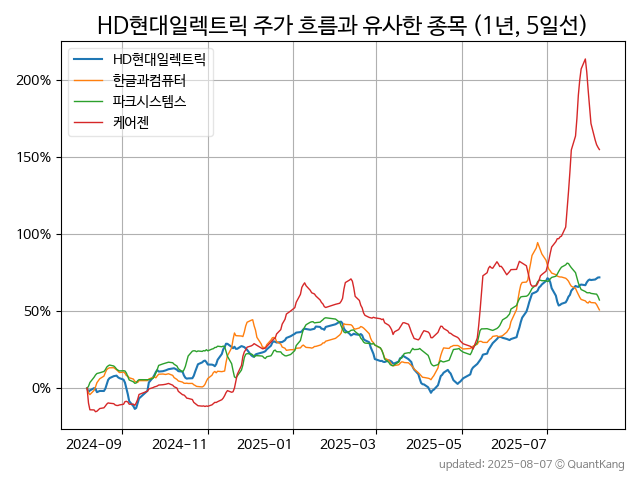 HD현대일렉트릭 주가 흐름과 유사한 종목 (1년, 5일선)
HD현대일렉트릭
한글과컴퓨터
파크시스템스
케어젠
200%
150%
100%
50%
0%
2024-09 2024-11 2025-01 2025-03 2025-05 2025-07
updated: 2025-08-07 © QuantKang